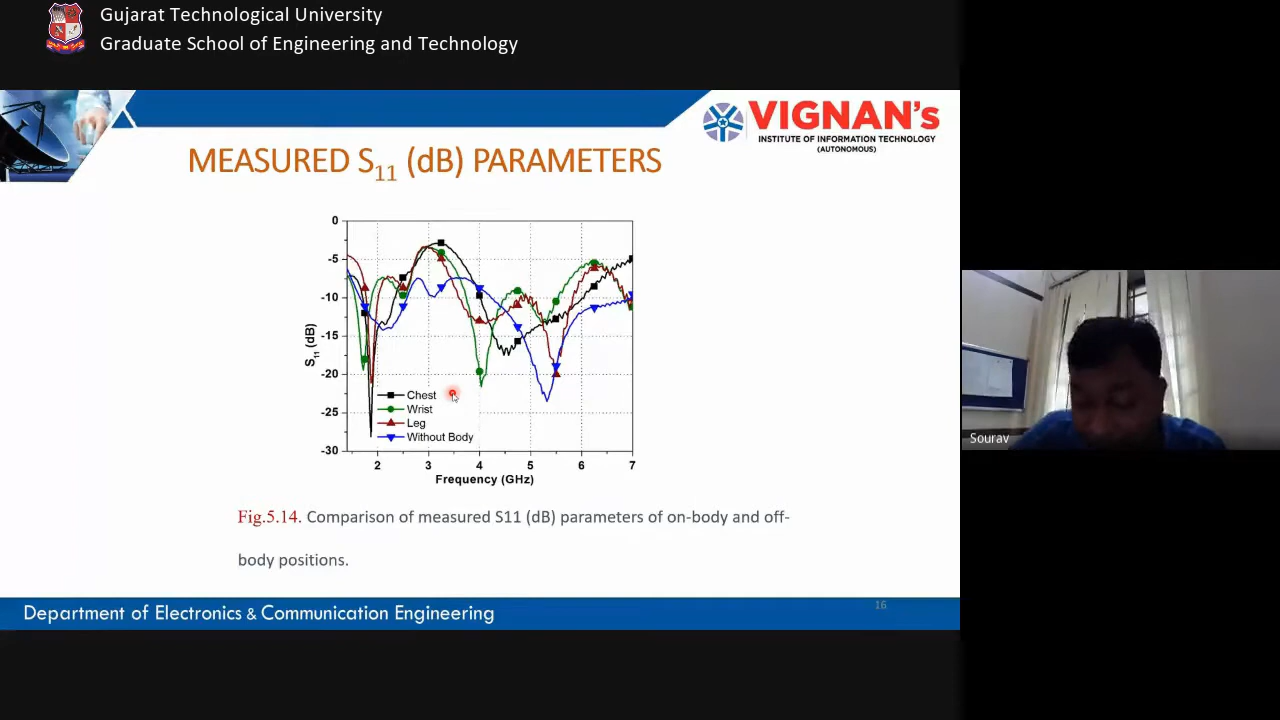 Gujarat Technological University
Graduate School of Engineering and Technology
VIGNAN's
INSTITUTE OF INFORMATION TECHNOLOGY
(AUTONOMOUS)
MEASURED S11 (dB) PARAMETERS
0
-5
-10
-15
-20
-25
-30
S11 (dB)
Chest
Wrist
Leg
Without Body
2 3 4 5 6 7
Frequency (GHz)
Fig.5.14. Comparison of measured S11 (dB) parameters of on-body and off-
body positions.
Department of Electronics & Communication Engineering
16
Sourav